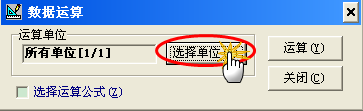 数据运算
运算单位
所有单位[1/1]
选择单位
运算(Y)
关闭(C)
选择运算公式(Z)